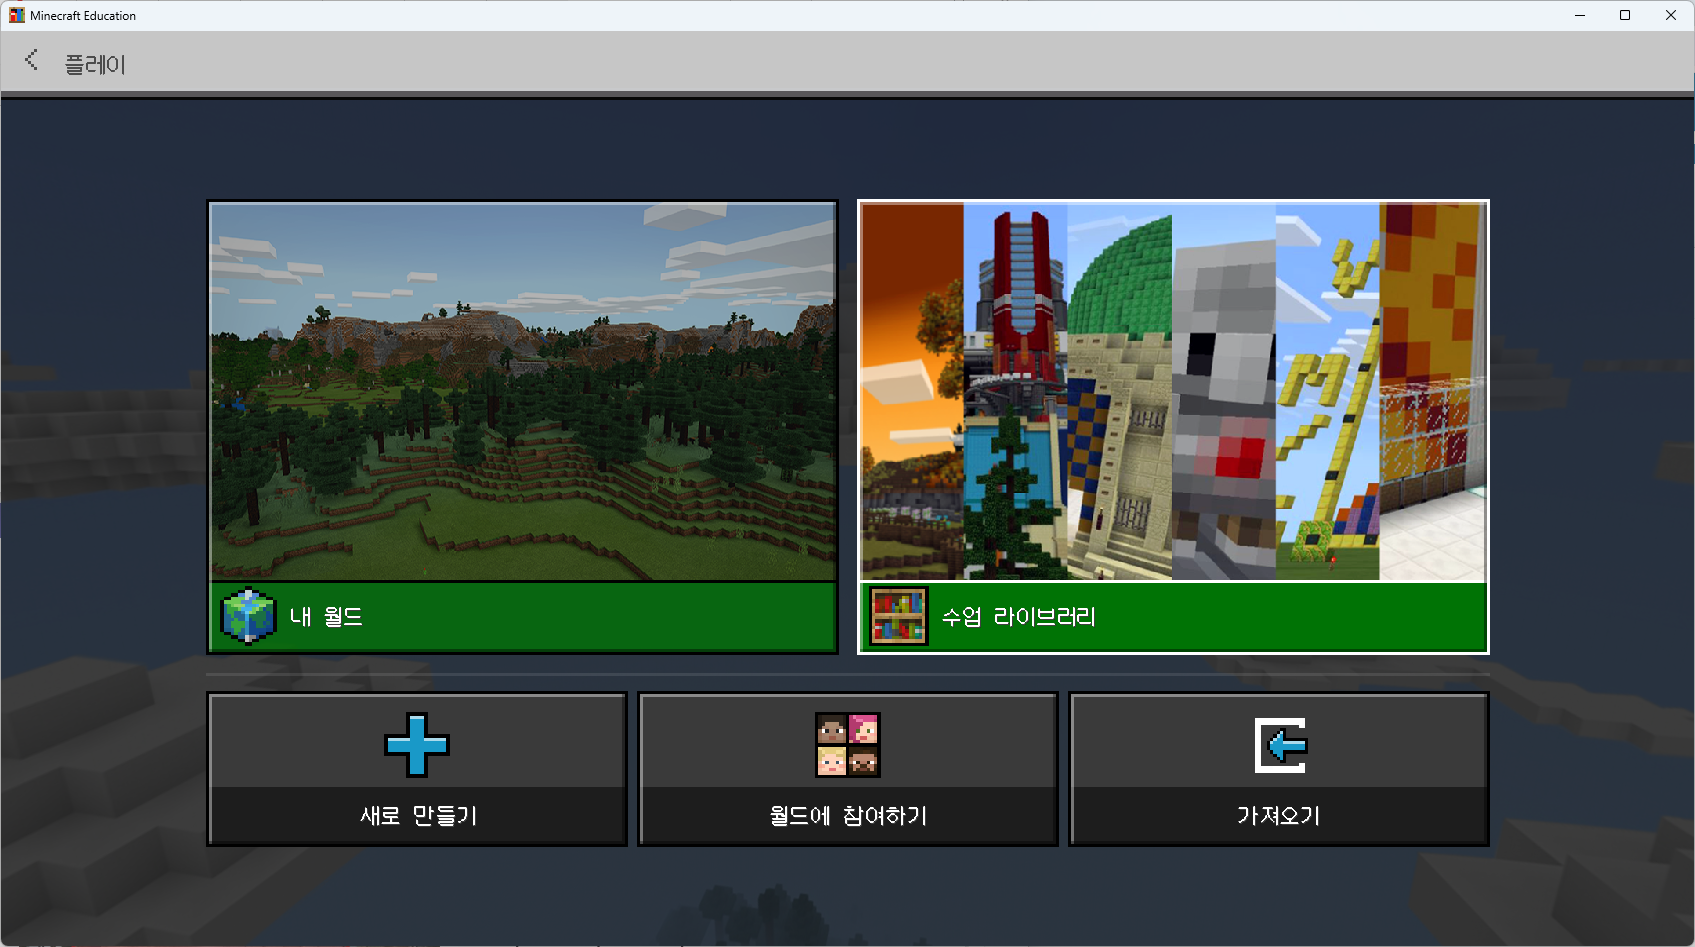 Minecraft Education
플레이
내 월드
수업 라이브러리
새로 만들기
월드에 참여하기
가져오기